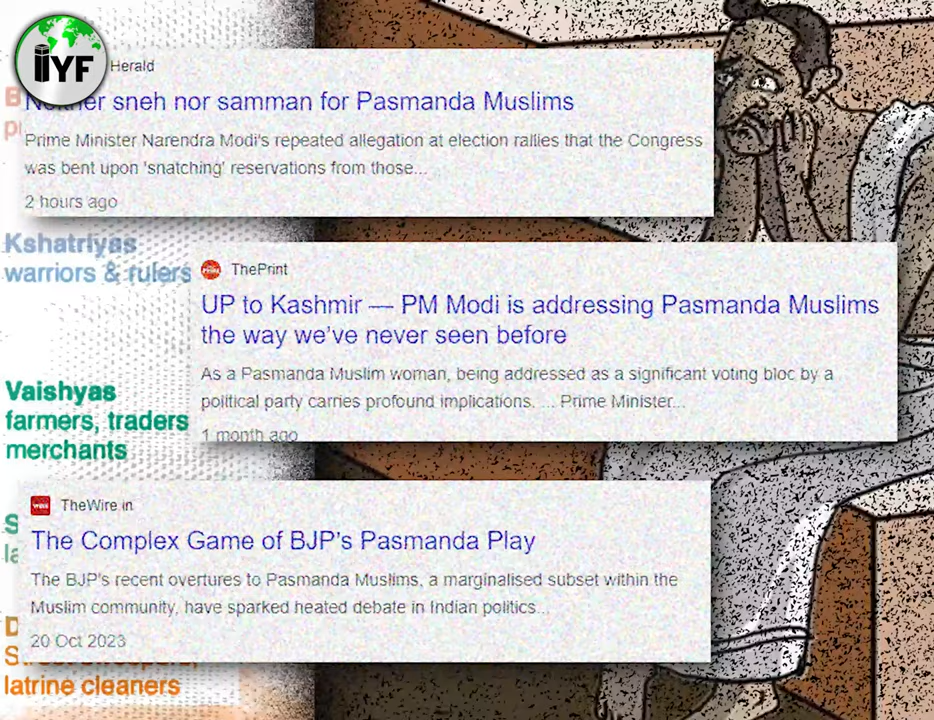 IYF
Herald
Neither sneh nor samman for Pasmanda Muslims
Prime Minister Narendra Modi's repeated allegation at election rallies that the Congress
was bent upon 'snatching' reservations from those...
2 hours ago
Kshatriyas
warriors & rulers
ThePrint
UP to Kashmir — PM Modi is addressing Pasmanda Muslims
the way we've never seen before
As a Pasmanda Muslim woman, being addressed as a significant voting bloc by a
political party carries profound implications. ... Prime Minister...
1 month ago
Vaishyas
farmers, traders
merchants
TheWire.in
The Complex Game of BJP's Pasmanda Play
The BJP's recent overtures to Pasmanda Muslims, a marginalised subset within the
Muslim community, have sparked heated debate in Indian politics...
20 Oct 2023
latrine cleaners